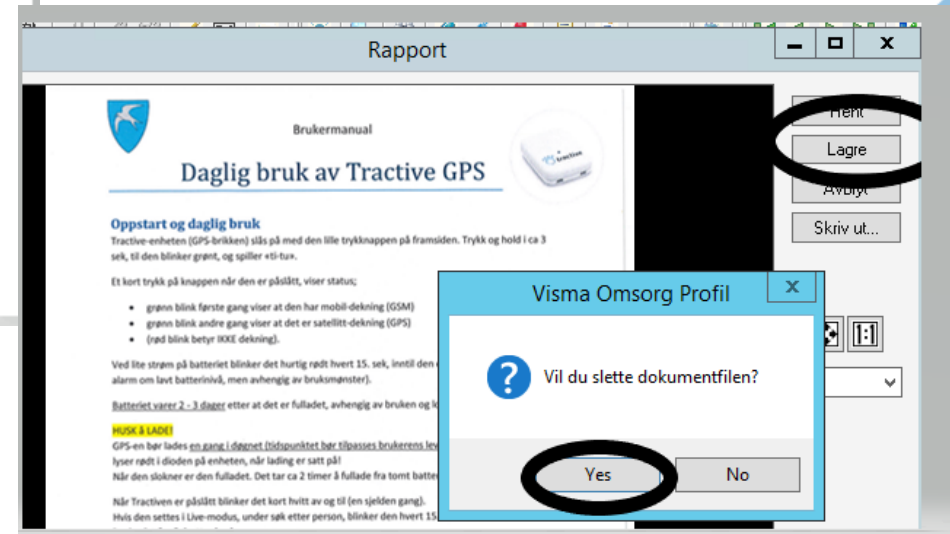 Rapport
Hent
Lagre
Avbryt
Skriv ut...
1:1
Brukermanual
tractive
Daglig bruk av Tractive GPS
Oppstart og daglig bruk
Tractive-enheten (GPS-brikken) slås på med den lille trykknappen på framsiden. Trykk og hold i ca 3
sek, til den blinker grønt, og spiller «ti-tu».
Et kort trykk på knappen når den er påslått, viser status;
• grønn blink første gang viser at den har mobil-dekning (GSM)
• grønn blink andre gang viser at det er satellitt-dekning (GPS)
• (rød blink betyr IKKE dekning).
Ved lite strøm på batteriet blinker det hurtig rødt hvert 15. sek, inntil den
alarm om lavt batterinivå, men avhengig av bruksmønster).
Batteriet varer 2 - 3 dager etter at det er fulladet, avhengig av bruken og
HUSK Å LADE!
GPS-en bør lades en gang i døgnet (tidspunktet bør tilpasses brukerens lev
lyser rødt i dioden på enheten, når lading er satt på!
Når den slokner er den fulladet. Det tar ca 2 timer å fullade fra tomt batte
Når Tractiven er påslått blinker det kort hvitt av og til (en sjelden gang).
Hvis den settes i Live-modus, under søk etter person, blinker den hvert 15
Visma Omsorg Profil
x
Vil du slette dokumentfilen?
Yes
No